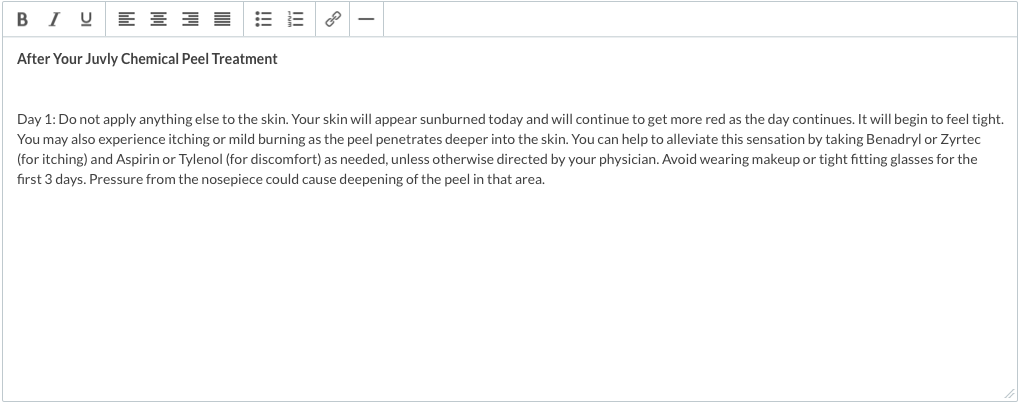 B I U
After Your Juvly Chemical Peel Treatment
Day 1: Do not apply anything else to the skin. Your skin will appear sunburned today and will continue to get more red as the day continues. It will begin to feel tight.
You may also experience itching or mild burning as the peel penetrates deeper into the skin. You can help to alleviate this sensation by taking Benadryl or Zyrtec
(for itching) and Aspirin or Tylenol (for discomfort) as needed, unless otherwise directed by your physician. Avoid wearing makeup or tight fitting glasses for the
first 3 days. Pressure from the nosepiece could cause deepening of the peel in that area.